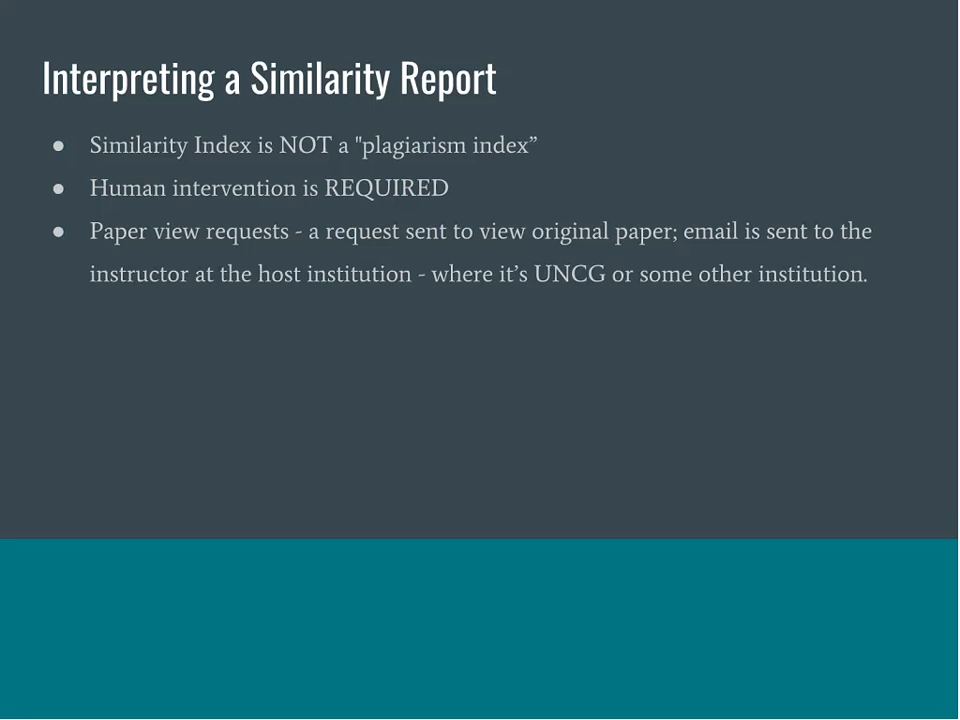 Interpreting a Similarity Report
● Similarity Index is NOT a "plagiarism index”
● Human intervention is REQUIRED
● Paper view requests - a request sent to view original paper; email is sent to the
instructor at the host institution - where it’s UNCG or some other institution.